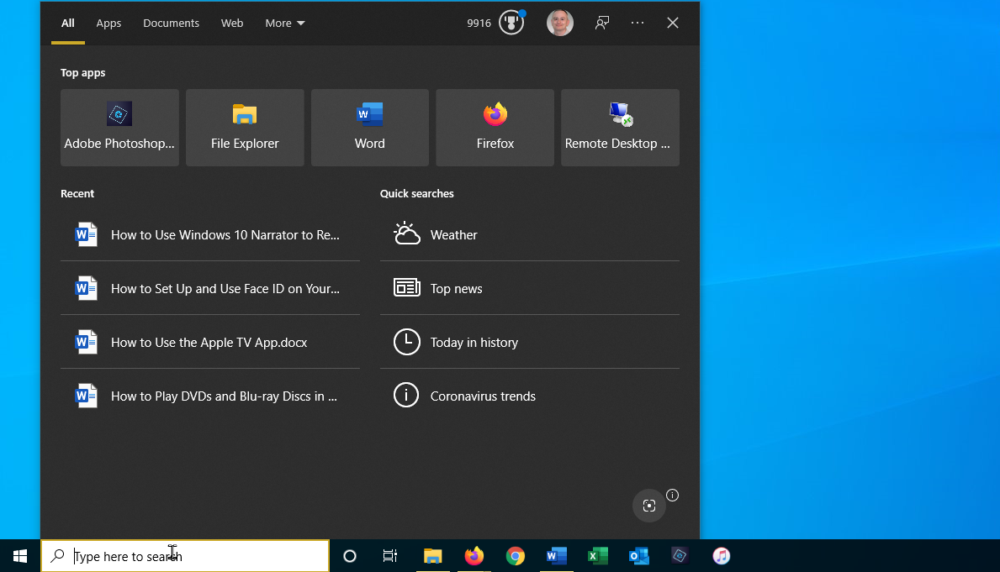 All Apps Documents Web More 9916
Top apps
Adobe Photoshop... File Explorer Word Firefox Remote Desktop ...
Recent Quick searches
How to Use Windows 10 Narrator to Re... Weather
How to Set Up and Use Face ID on Your... Top news
How to Use the Apple TV App.docx Today in history
How to Play DVDs and Blu-ray Discs in ... Coronavirus trends
Type here to search